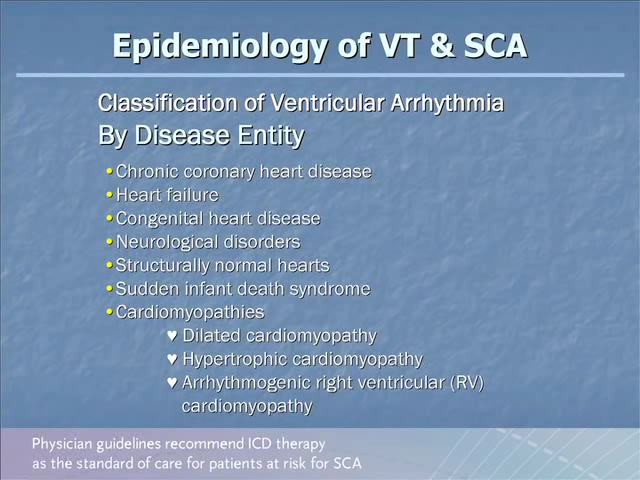 Epidemiology of VT & SCA
Classification of Ventricular Arrhythmia
By Disease Entity
•Chronic coronary heart disease
•Heart failure
•Congenital heart disease
•Neurological disorders
•Structurally normal hearts
•Sudden infant death syndrome
•Cardiomyopathies
♥ Dilated cardiomyopathy
♥ Hypertrophic cardiomyopathy
♥ Arrhythmogenic right ventricular (RV)
cardiomyopathy
Physician guidelines recommend ICD therapy
as the standard of care for patients at risk for SCA